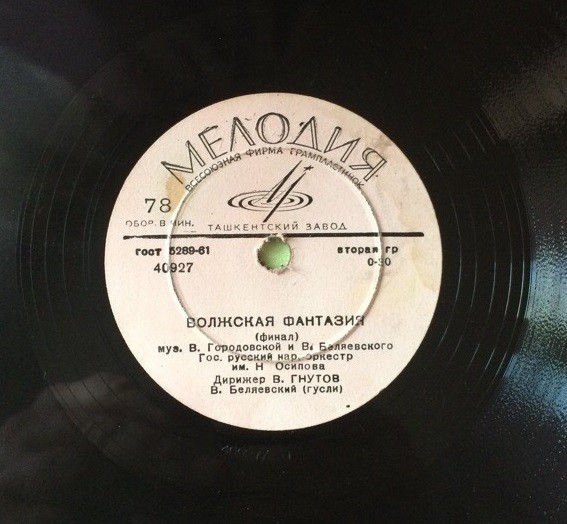 МЕЛОДИЯ
ВСЕСОЮЗНАЯ ФИРМА ГРАМПЛАСТИНОК
78
ОБОР. В МИН.
ТАШКЕНТСКИЙ ЗАВОД
ГОСТ 5289-61
вторая гр
40927
0-30
ВОЛЖСКАЯ ФАНТАЗИЯ
(финал)
муз. В. Городовской и В. Беляевского
Гос. русский нар. оркестр
им. Н Осипова
Дирижер В. ГНУТОВ
В. Беляевский (гусли)